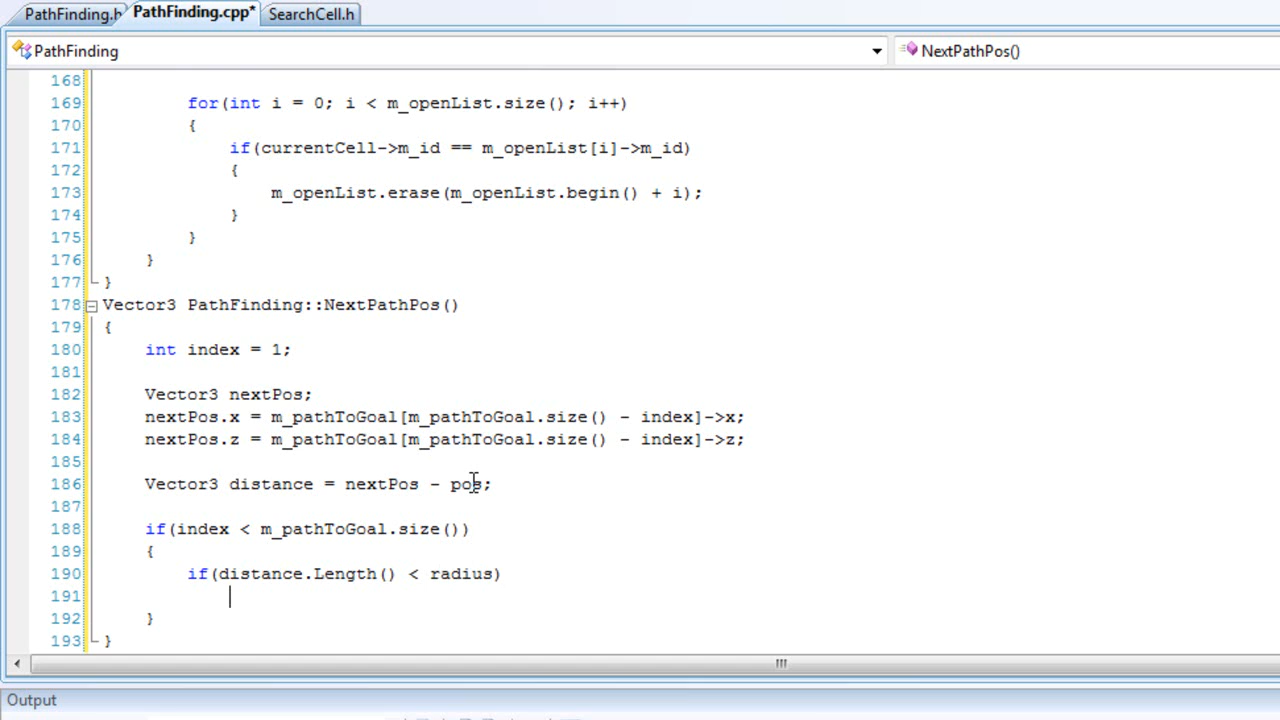 PathFinding.h PathFinding.cpp* SearchCell.h
PathFinding NextPathPos()
168
169 for(int i = 0; i < m_openList.size(); i++)
170 {
171 if(currentCell->m_id == m_openList[i]->m_id)
172 {
173 m_openList.erase(m_openList.begin() + i);
174 }
175 }
176 }
177 }
178 Vector3 PathFinding::NextPathPos()
179 {
180 int index = 1;
181
182 Vector3 nextPos;
183 nextPos.x = m_pathToGoal[m_pathToGoal.size() - index]->x;
184 nextPos.z = m_pathToGoal[m_pathToGoal.size() - index]->z;
185
186 Vector3 distance = nextPos - pos;
187
188 if(index < m_pathToGoal.size())
189 {
190 if(distance.Length() < radius)
191
192 }
193 }
Output